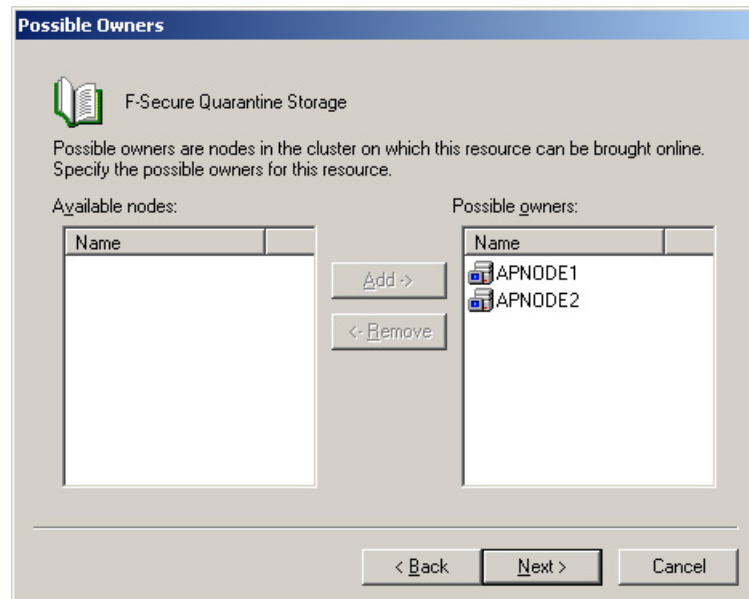 Possible Owners
F-Secure Quarantine Storage
Possible owners are nodes in the cluster on which this resource can be brought online.
Specify the possible owners for this resource.
Available nodes:
Possible owners:
Name
Name
Add ->
<- Remove
APNODE1
APNODE2
< Back
Next >
Cancel